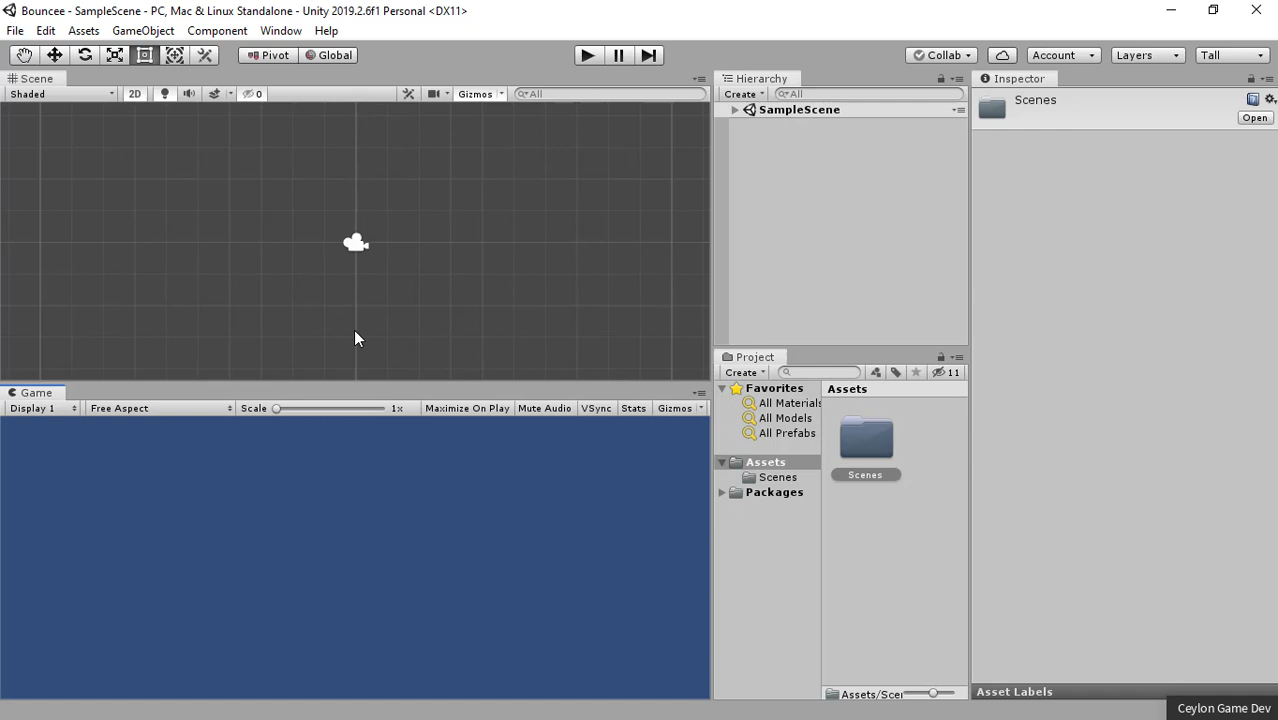 Bouncee - SampleScene - PC, Mac & Linux Standalone - Unity 2019.2.6f1 Personal <DX11>
File Edit Assets GameObject Component Window Help
Pivot Global Collab Account Layers Tall
Scene
Shaded 2D 0 Gizmos All
Hierarchy
Create All
SampleScene
Inspector
Scenes
Open
Project
Create 11
Favorites
All Materials
All Models
All Prefabs
Assets
Scenes
Packages
Assets
Scenes
Assets/Scer
Game
Display 1 Free Aspect Scale 1x Maximize On Play Mute Audio VSync Stats Gizmos
Asset Labels
Ceylon Game Dev